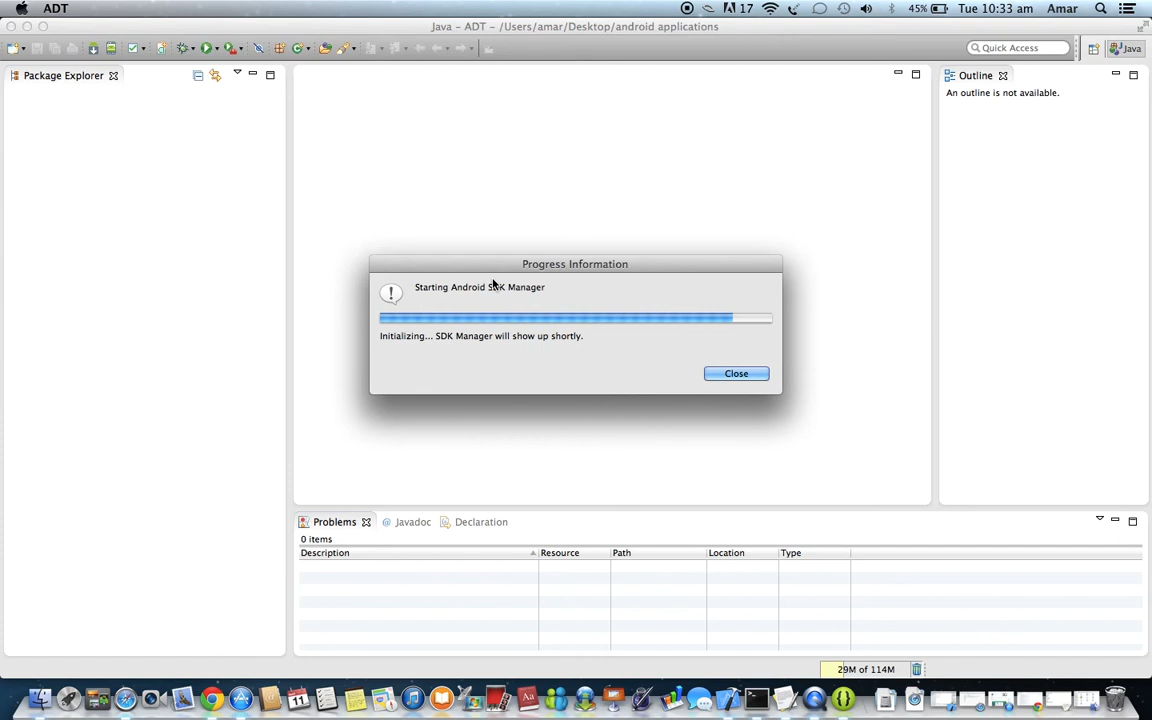 ADT
17
45%
Tue 10:33 am
Amar
Java - ADT - /Users/amar/Desktop/android applications
Quick Access
Java
Package Explorer
Outline
An outline is not available.
Progress Information
Starting Android SDK Manager
Initializing... SDK Manager will show up shortly.
Close
Problems
@ Javadoc
Declaration
0 items
Description
Resource
Path
Location
Type
29M of 114M
11
Aa